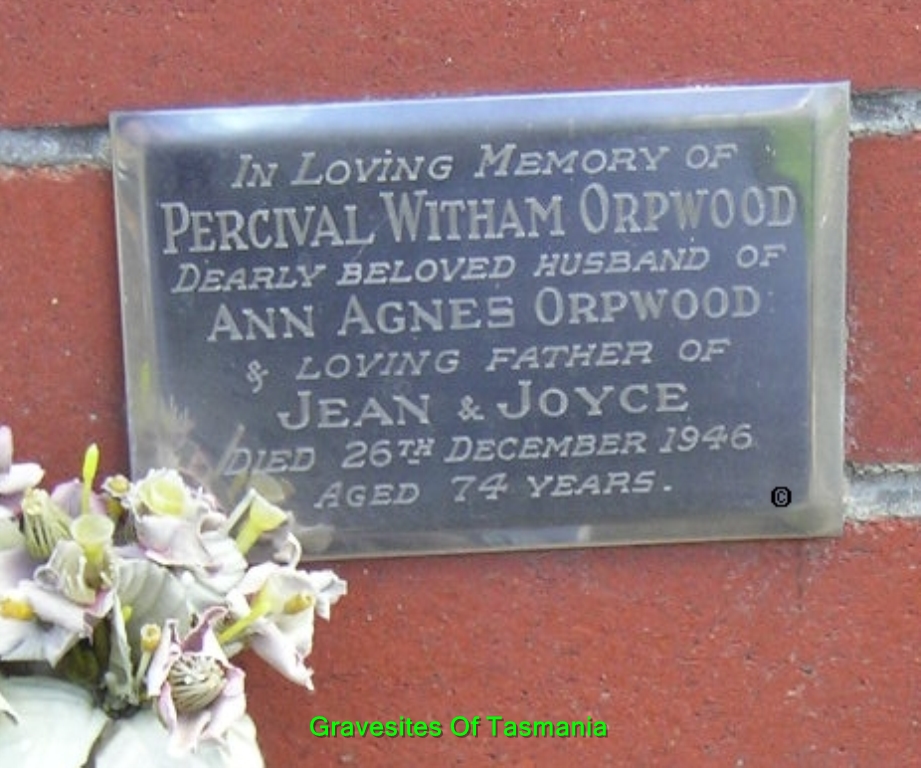 In Loving Memory of
Percival Witham Orpwood
Dearly beloved husband of
Ann Agnes Orpwood
& loving father of
Jean & Joyce
Died 26th December 1946
Aged 74 years.
©
Gravesites Of Tasmania